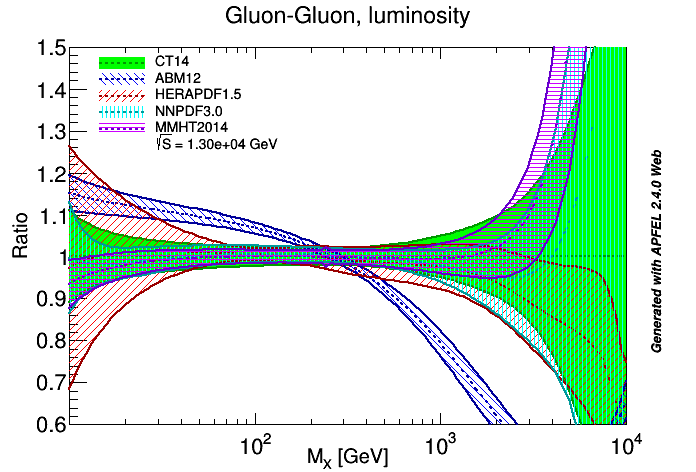 Gluon-Gluon, luminosity
1.5
1.4
1.3
1.2
1.1
1
0.9
0.8
0.7
0.6
Ratio
CT14
ABM12
HERAPDF1.5
NNPDF3.0
MMHT2014
√S = 1.30e+04 GeV
10²
10³
10⁴
Mₓ [GeV]
Generated with APFEL 2.4.0 Web